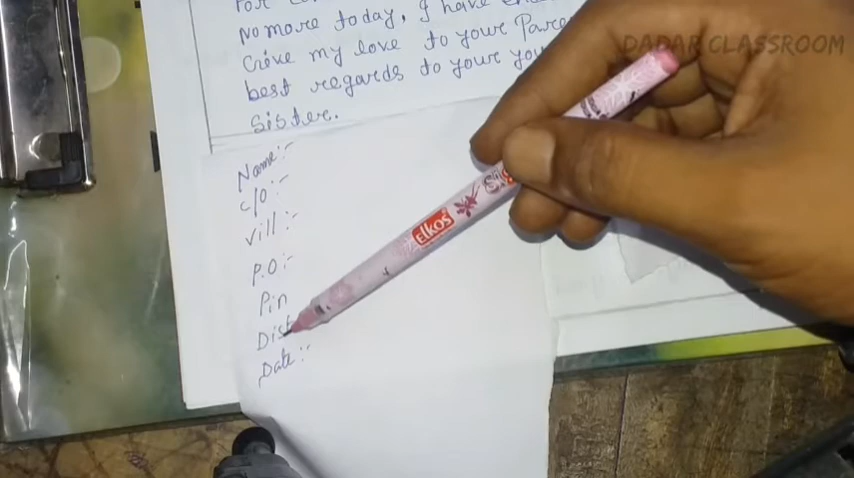 DADAR CLASSROOM
No more today, I have
Give my love to your Pare
best regards to your you
sister.
Name:-
c/o:-
Vill:-
P.O:-
Pin
Dist
Date:-
Elkos